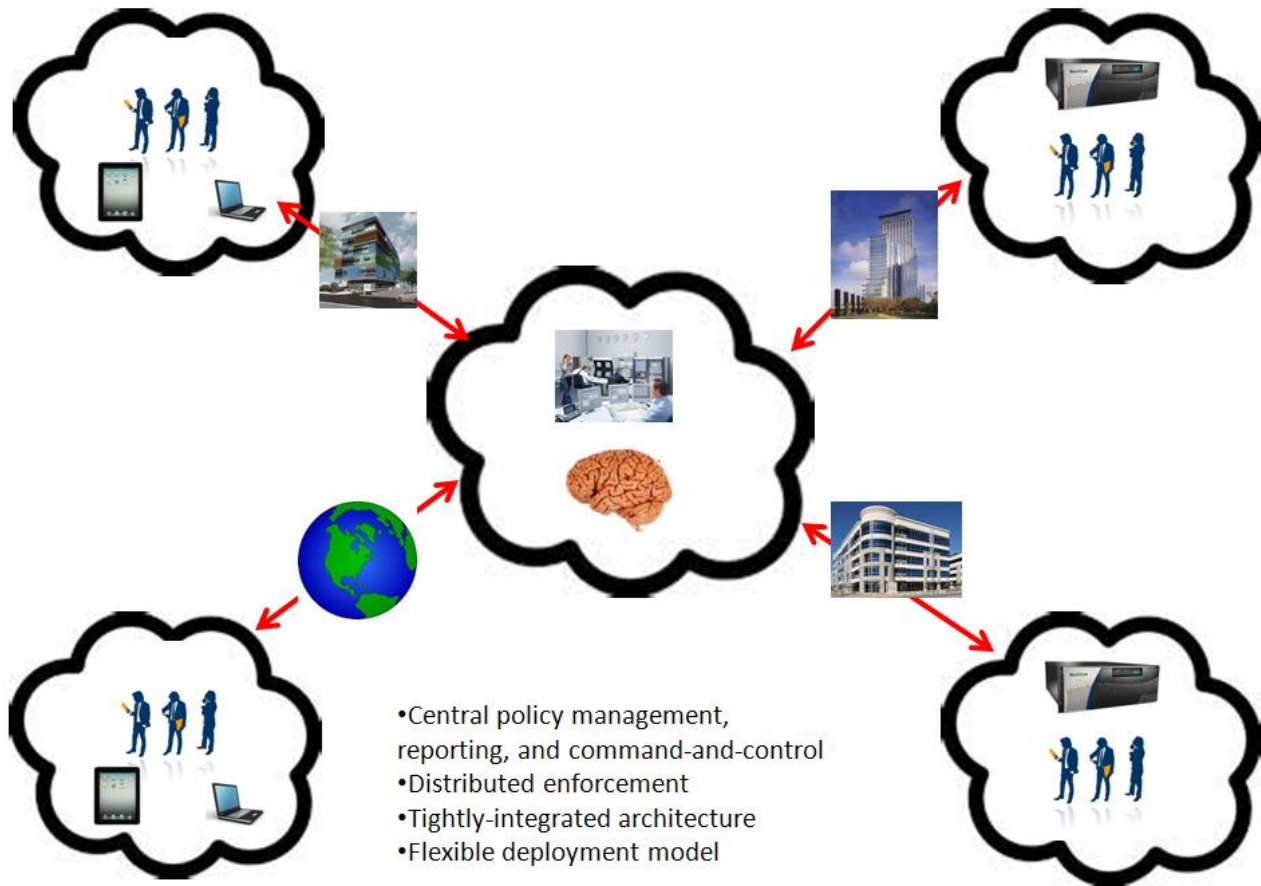 •Central policy management,
reporting, and command-and-control
•Distributed enforcement
•Tightly-integrated architecture
•Flexible deployment model